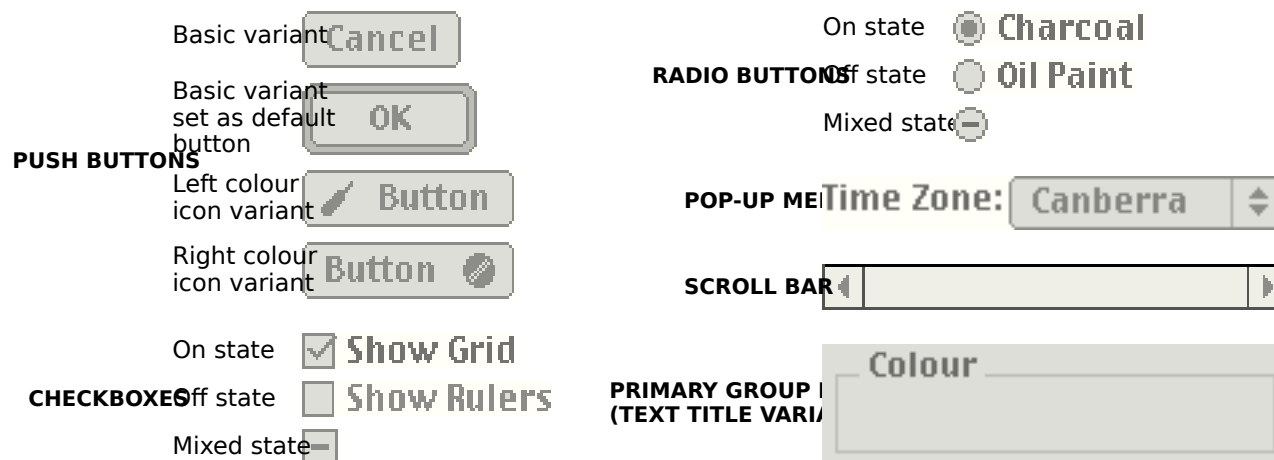 Basic variant
Cancel
Basic variant
set as default
button
OK
PUSH BUTTONS
Left colour
icon variant
Button
Right colour
icon variant
Button
On state
Show Grid
CHECKBOXES
Off state
Show Rulers
Mixed state
On state
Charcoal
RADIO BUTTONS
Off state
Oil Paint
Mixed state
POP-UP
Time Zone:
Canberra
SCROLL BAR
Colour
PRIMARY GROUP
(TEXT TITLE